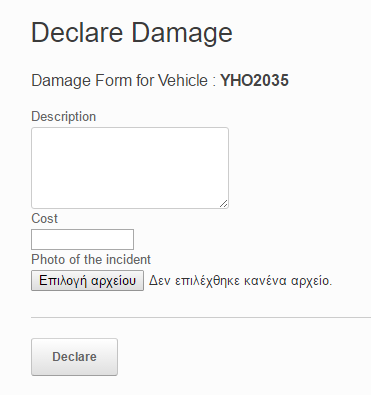 Declare Damage
Damage Form for Vehicle : YHO2035
Description
Cost
Photo of the incident
Επιλογή αρχείου Δεν επιλέχθηκε κανένα αρχείο.
Declare